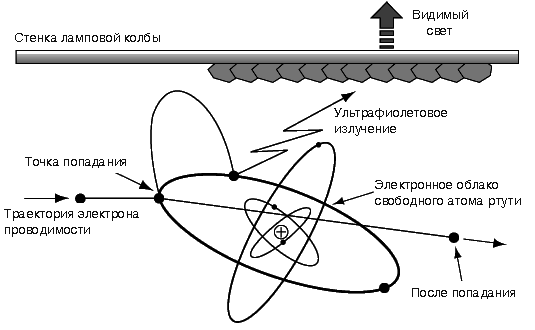 Видимый
свет
Стенка ламповой колбы
Ультрафиолетовое
излучение
Точка попадания
Электронное облако
свободного атома ртути
Траектория электрона
проводимости
После попадания